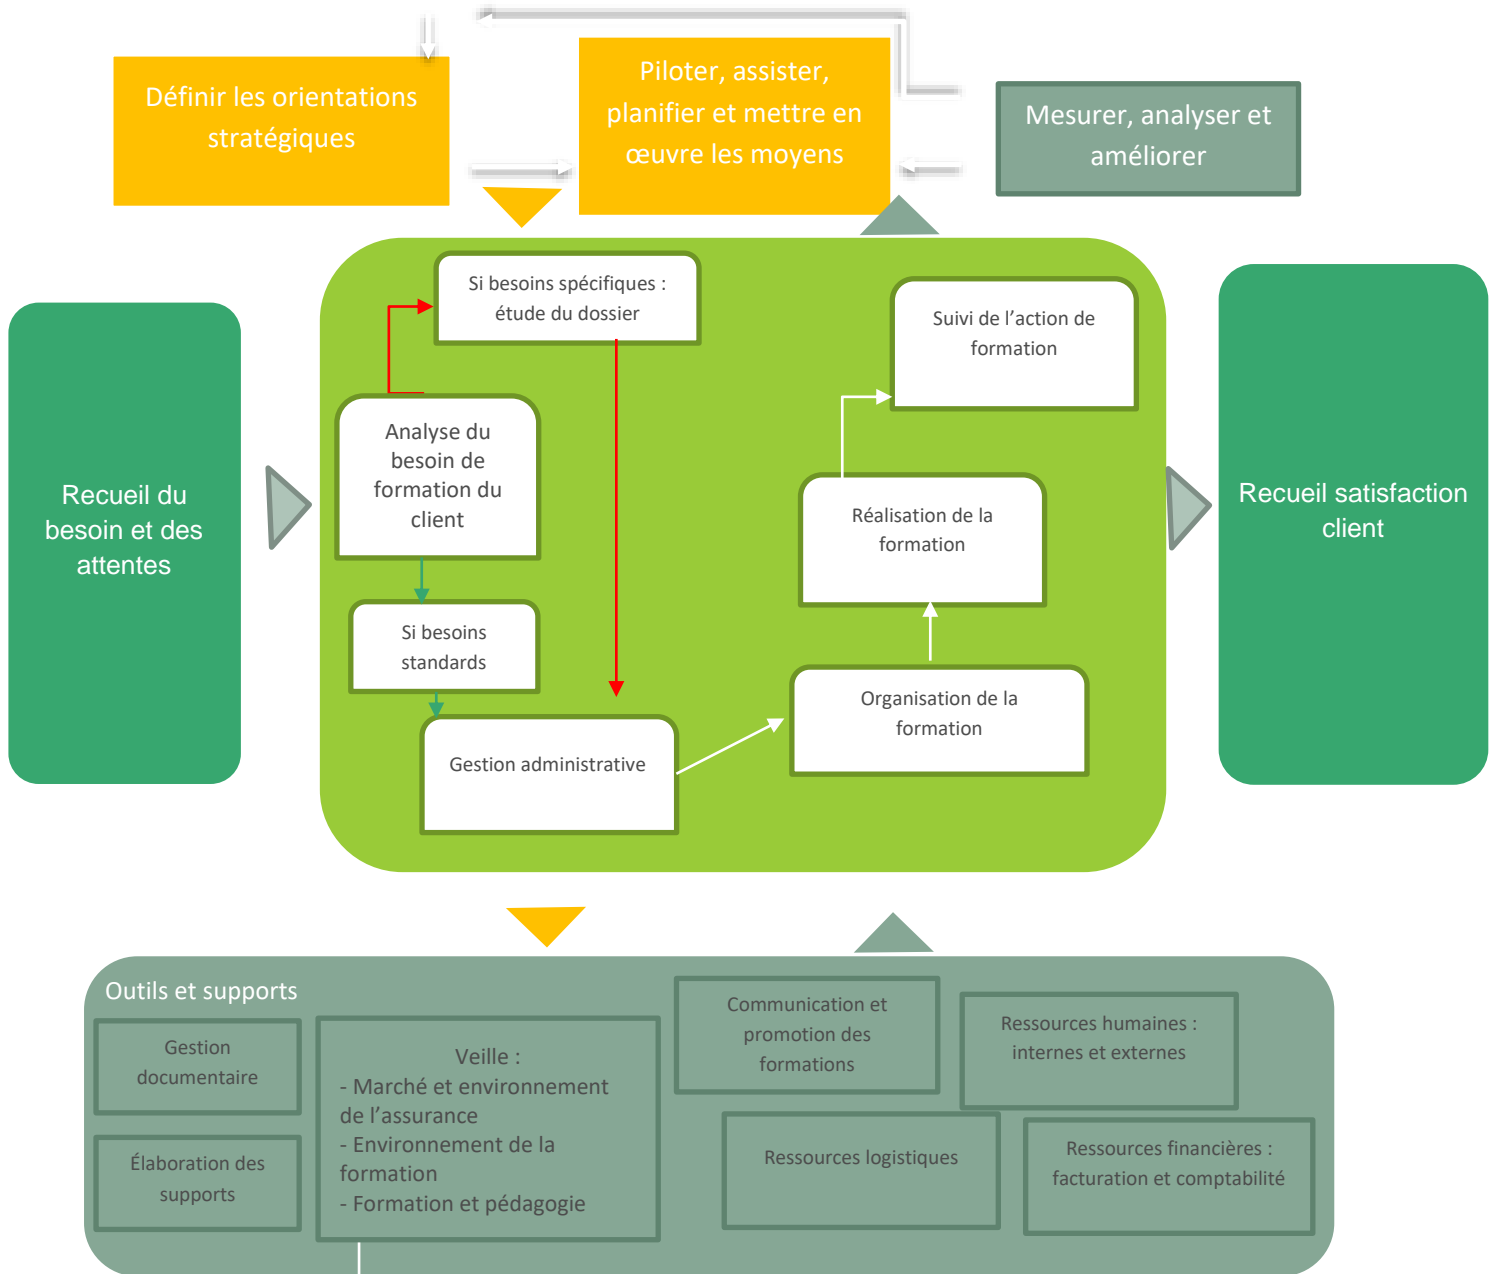 Définir les orientations
stratégiques
Piloter, assister,
planifier et mettre en
œuvre les moyens
Mesurer, analyser et
améliorer
Recueil du
besoin et des
attentes
Si besoins spécifiques :
étude du dossier
Analyse du
besoin de
formation du
client
Si besoins
standards
Gestion administrative
Suivi de l’action de
formation
Réalisation de la
formation
Organisation de la
formation
Recueil satisfaction
client
Outils et supports
Gestion
documentaire
Élaboration des
supports
Veille :
- Marché et environnement
de l’assurance
- Environnement de la
formation
- Formation et pédagogie
Communication et
promotion des
formations
Ressources logistiques
Ressources humaines :
internes et externes
Ressources financières :
facturation et comptabilité